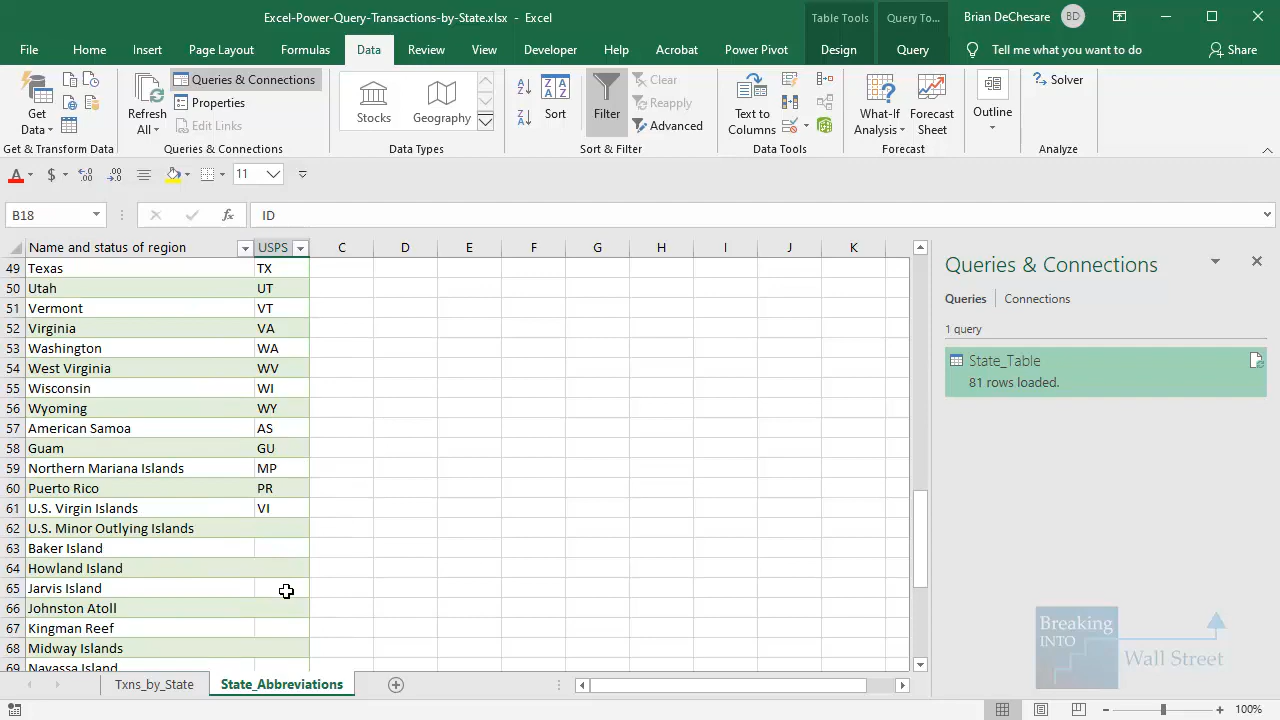 Excel-Power-Query-Transactions-by-State.xlsx - Excel
Table Tools
Query To...
Brian DeChesare
BD
File
Home
Insert
Page Layout
Formulas
Data
Review
View
Developer
Help
Acrobat
Power Pivot
Design
Query
Tell me what you want to do
Share
Get
Data
Queries & Connections
Properties
Edit Links
Refresh
All
Stocks
Geography
Sort
Filter
Clear
Reapply
Advanced
Text to
Columns
What-If
Analysis
Forecast
Sheet
Outline
Solver
Get & Transform Data
Queries & Connections
Data Types
Sort & Filter
Data Tools
Forecast
Analyze
11
B18
fx
ID
Name and status of region USPS C D E F G H I J K
49 Texas TX
50 Utah UT
51 Vermont VT
52 Virginia VA
53 Washington WA
54 West Virginia WV
55 Wisconsin WI
56 Wyoming WY
57 American Samoa AS
58 Guam GU
59 Northern Mariana Islands MP
60 Puerto Rico PR
61 U.S. Virgin Islands VI
62 U.S. Minor Outlying Islands
63 Baker Island
64 Howland Island
65 Jarvis Island
66 Johnston Atoll
67 Kingman Reef
68 Midway Islands
69 Navassa Island
Queries & Connections
Queries
Connections
1 query
State_Table
81 rows loaded.
Breaking
INTO
Wall Street
Txns_by_State
State_Abbreviations
100%